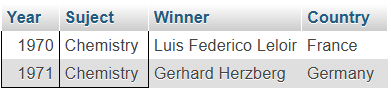 Year Suject Winner Country
1970 Chemistry Luis Federico Leloir France
1971 Chemistry Gerhard Herzberg Germany